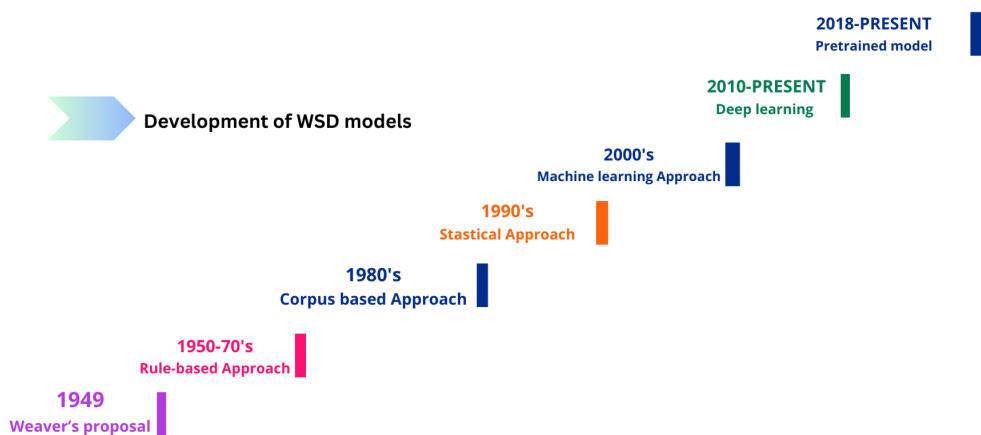 2018-PRESENT
Pretrained model
2010-PRESENT
Deep learning
Development of WSD models
2000's
Machine learning Approach
1990's
Stastical Approach
1980's
Corpus based Approach
1950-70's
Rule-based Approach
1949
Weaver’s proposal